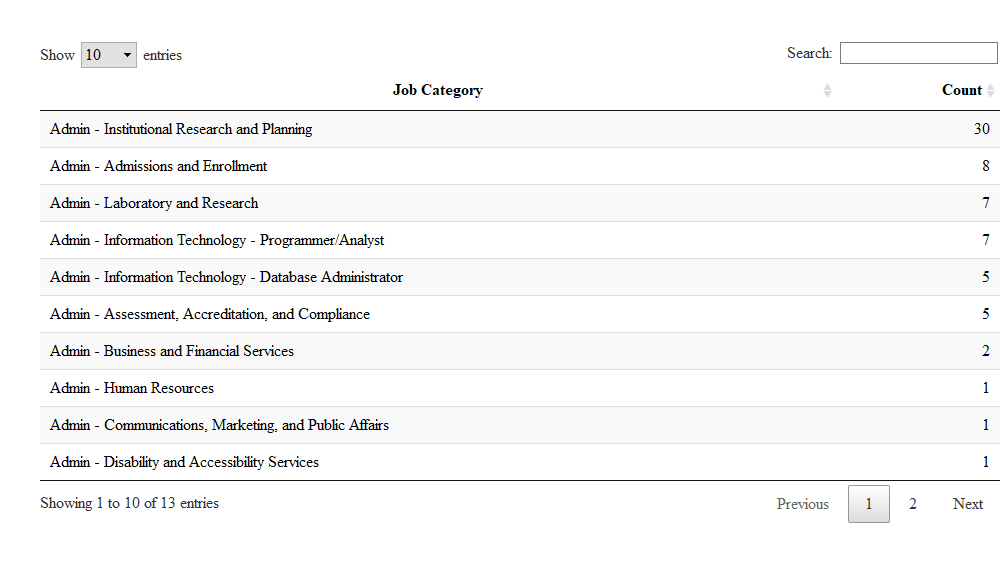 Show 10 entries Search:
Job Category Count
Admin - Institutional Research and Planning 30
Admin - Admissions and Enrollment 8
Admin - Laboratory and Research 7
Admin - Information Technology - Programmer/Analyst 7
Admin - Information Technology - Database Administrator 5
Admin - Assessment, Accreditation, and Compliance 5
Admin - Business and Financial Services 2
Admin - Human Resources 1
Admin - Communications, Marketing, and Public Affairs 1
Admin - Disability and Accessibility Services 1
Showing 1 to 10 of 13 entries Previous 1 2 Next